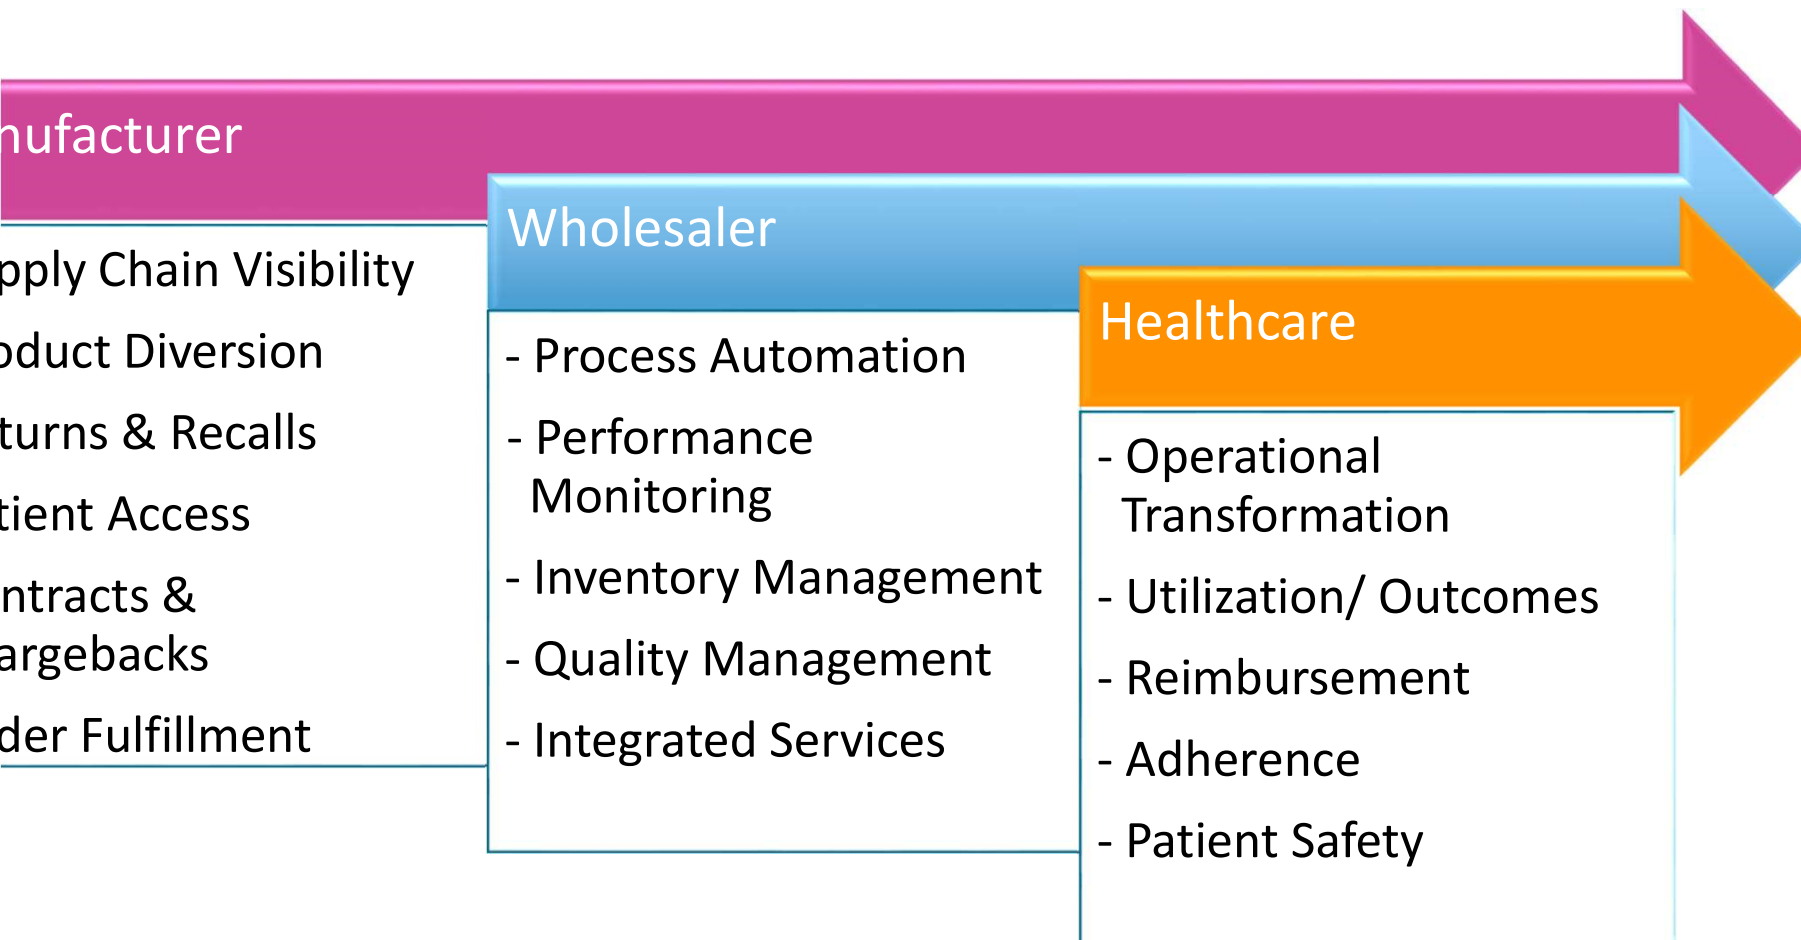 nufacturer
pply Chain Visibility
oduct Diversion
turns & Recalls
tient Access
ntracts &
argebacks
der Fulfillment
Wholesaler
- Process Automation
- Performance
Monitoring
- Inventory Management
- Quality Management
- Integrated Services
Healthcare
- Operational
Transformation
- Utilization/ Outcomes
- Reimbursement
- Adherence
- Patient Safety